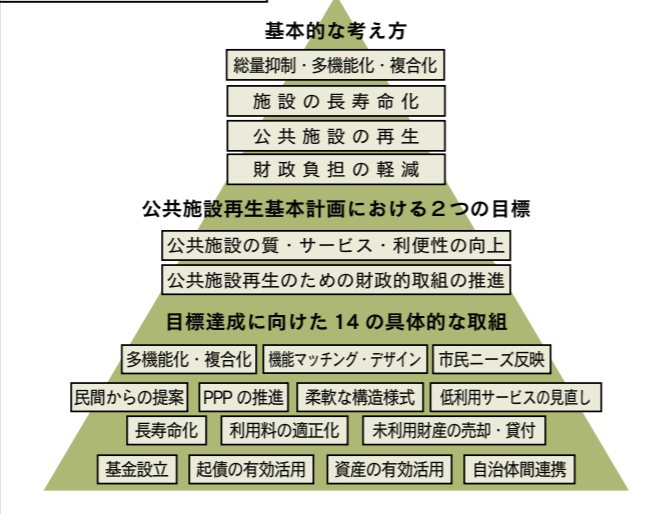 基本的な考え方
総量抑制・多機能化・複合化
施設の長寿命化
公共施設の再生
財政負担の軽減
公共施設再生基本計画における2つの目標
公共施設の質・サービス・利便性の向上
公共施設再生のための財政的取組の推進
目標達成に向けた 14 の具体的な取組
多機能化・複合化 機能マッチング・デザイン 市民ニーズ反映
民間からの提案 PPP の推進 柔軟な構造様式 低利用サービスの見直し
長寿命化 利用料の適正化 未利用財産の売却・貸付
基金設立 起債の有効活用 資産の有効活用 自治体間連携